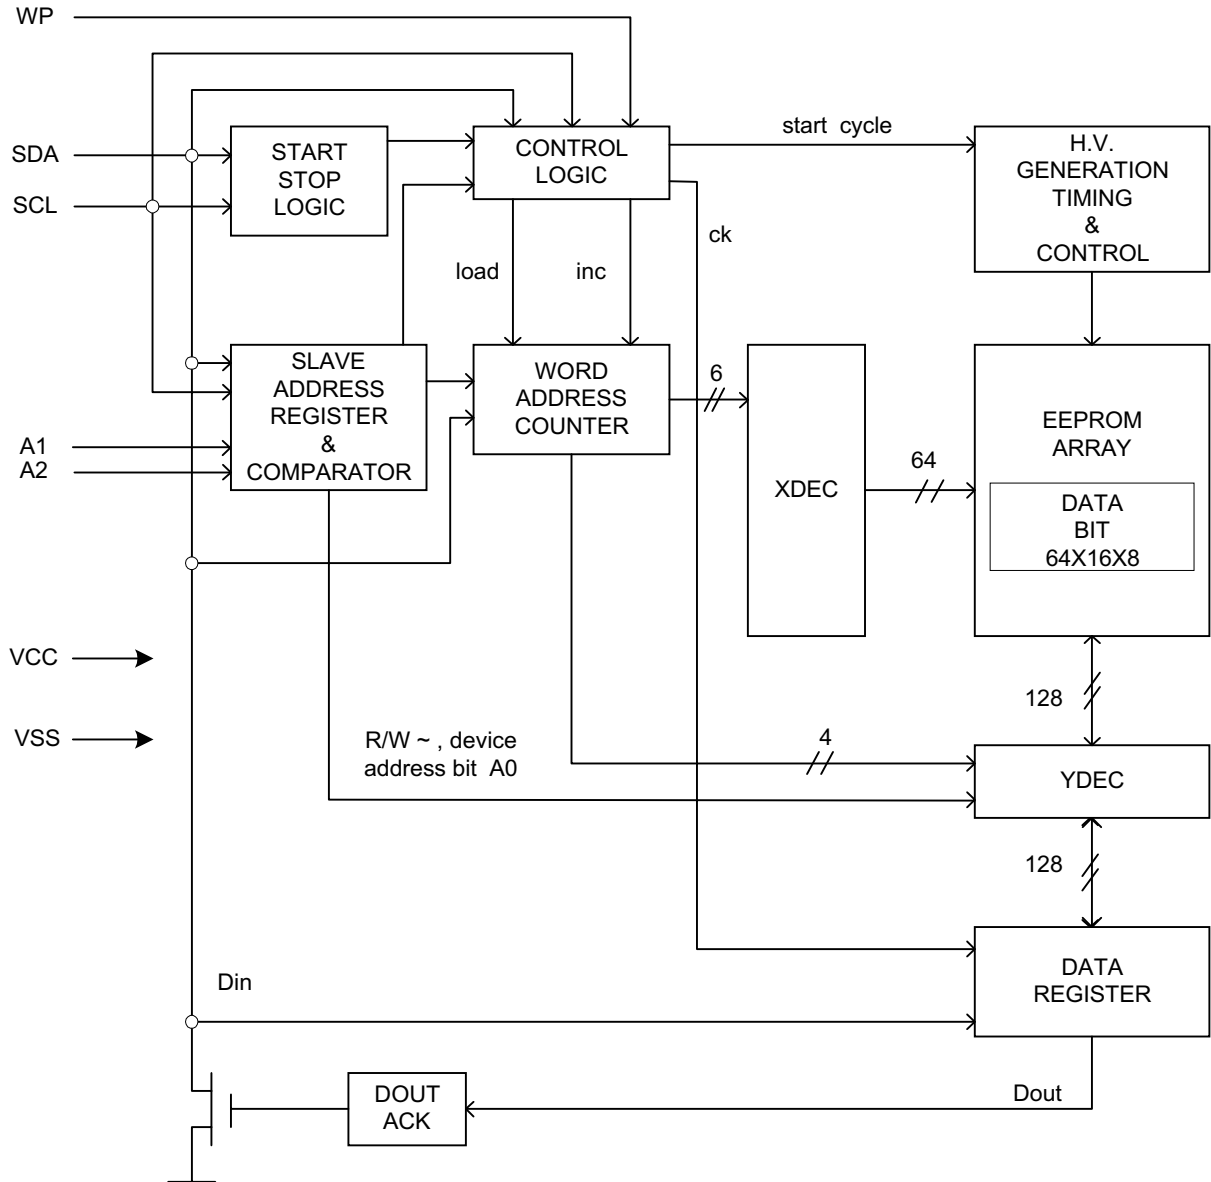 WP
SDA
SCL
START
STOP
LOGIC
CONTROL
LOGIC
start cycle
H.V.
GENERATION
TIMING
&
CONTROL
ck
load
inc
A1
A2
SLAVE
ADDRESS
REGISTER
&
COMPARATOR
WORD
ADDRESS
COUNTER
6
XDEC
64
EEPROM
ARRAY
DATA
BIT
64X16X8
VCC
VSS
128
R/W ~ , device
address bit A0
4
YDEC
128
Din
DATA
REGISTER
DOUT
ACK
Dout